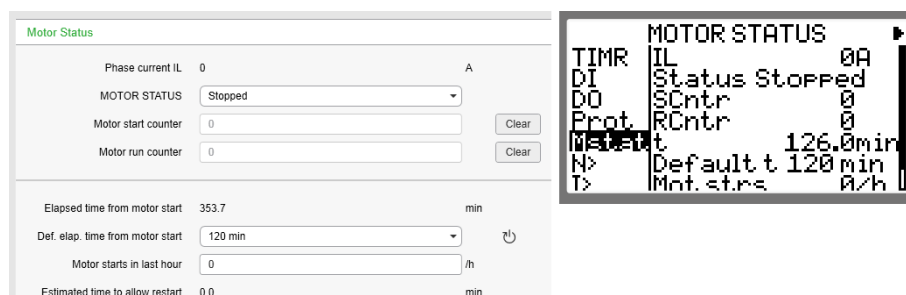 Motor Status
Phase current IL 0 A
MOTOR STATUS Stopped
Motor start counter 0 Clear
Motor run counter 0 Clear
Elapsed time from motor start 353.7 min
Def. elap. time from motor start 120 min
Motor starts in last hour 0 /h
Estimated time to allow restart 0.0 min
MOTOR STATUS
TIMR IL 0A
DI Status Stopped
DO SCntr 0
Prot RCntr 0
Mstat t 126.0min
N> Default t 120 min
T> Mot.strs 0/h